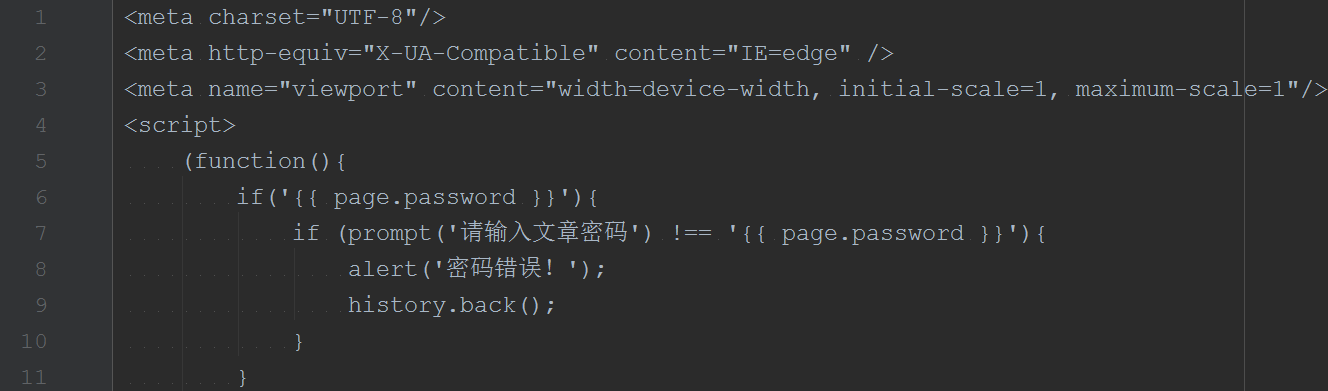 1 <meta charset="UTF-8"/>
2 <meta http-equiv="X-UA-Compatible" content="IE=edge" />
3 <meta name="viewport" content="width=device-width, initial-scale=1, maximum-scale=1"/>
4 <script>
5     (function(){
6         if('{{ page.password }}'){
7             if (prompt('请输入文章密码') !== '{{ page.password }}'){
8                 alert('密码错误！');
9                 history.back();
10             }
11         }